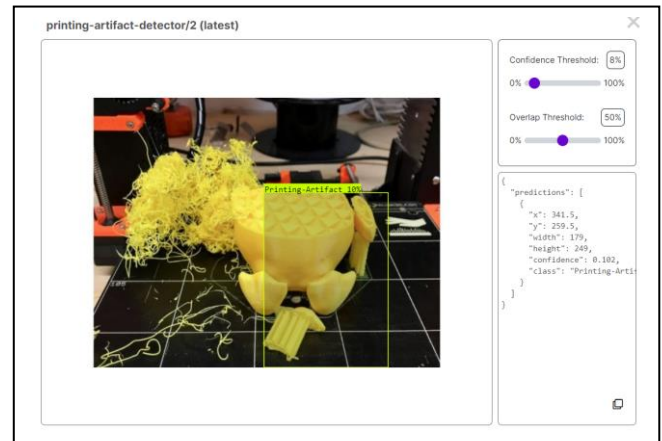 printing-artifact-detector/2 (latest)
Confidence Threshold: 8%
0% 100%
Overlap Threshold: 50%
0% 100%
Printing-Artifact 10%
{
"predictions": [
{
"x": 341.5,
"y": 259.5,
"width": 179,
"height": 249,
"confidence": 0.102,
"class": "Printing-Artis
}
]
}